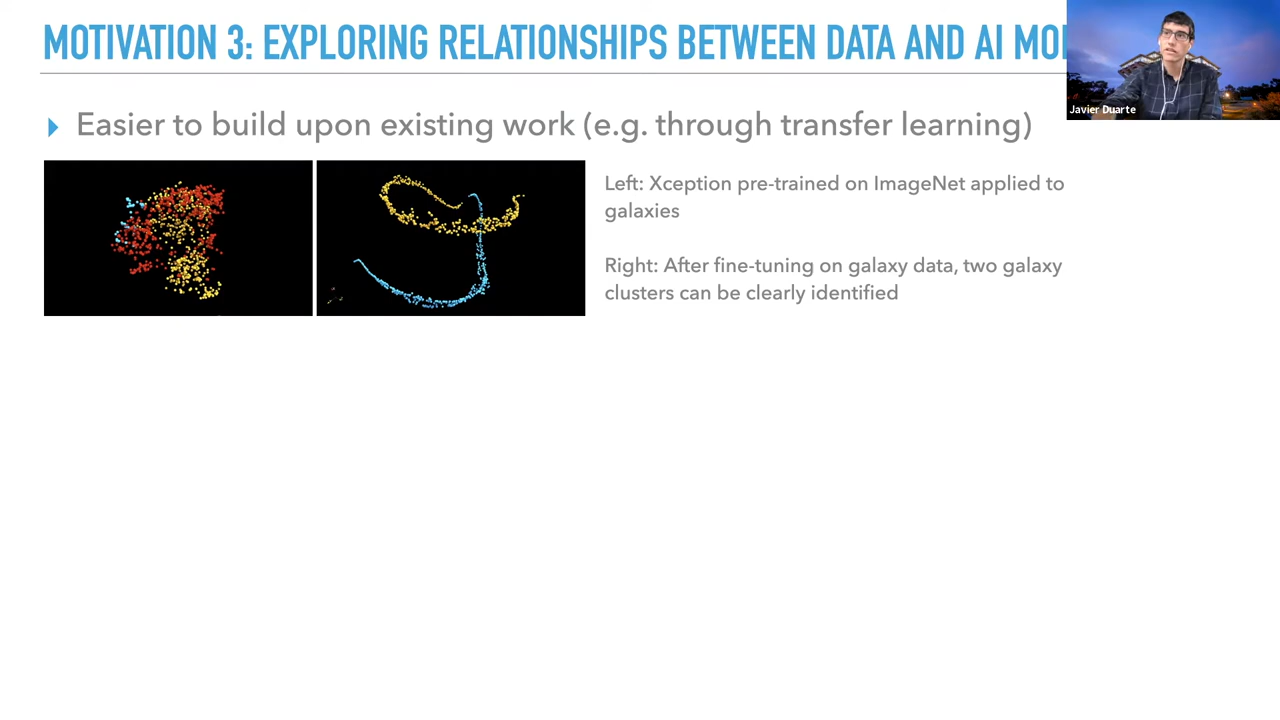 MOTIVATION 3: EXPLORING RELATIONSHIPS BETWEEN DATA AND AI
Javier Duarte
Easier to build upon existing work (e.g. through transfer learning)
Left: Xception pre-trained on ImageNet applied to
galaxies
Right: After fine-tuning on galaxy data, two galaxy
clusters can be clearly identified